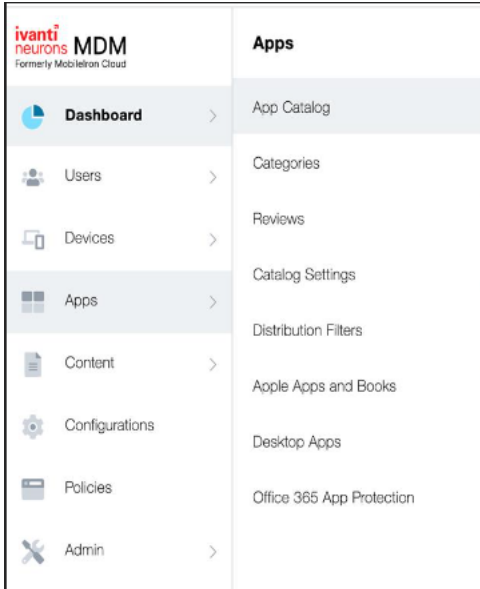 ivanti
neurons MDM
Formerly MobileIron Cloud
Dashboard
Users
Devices
Apps
Content
Configurations
Policies
Admin
Apps
App Catalog
Categories
Reviews
Catalog Settings
Distribution Filters
Apple Apps and Books
Desktop Apps
Office 365 App Protection